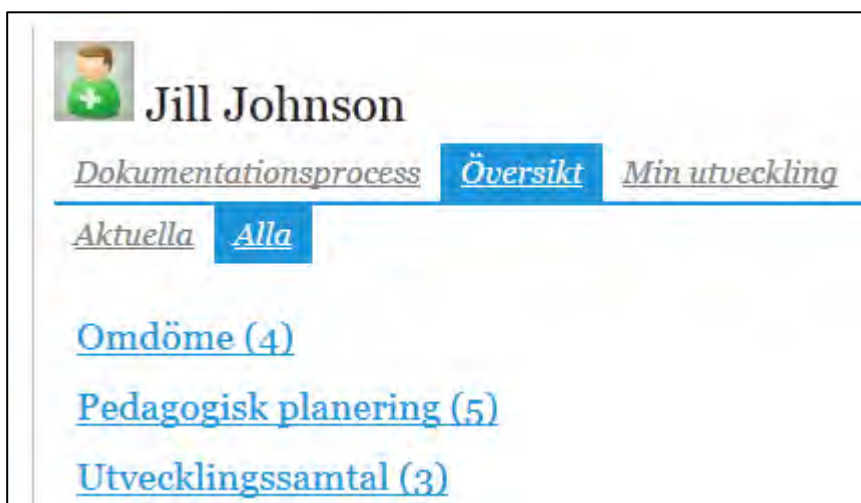 Jill Johnson
Dokumentationsprocess Översikt Min utveckling
Aktuella Alla
Omdöme (4)
Pedagogisk planering (5)
Utvecklingssamtal (3)